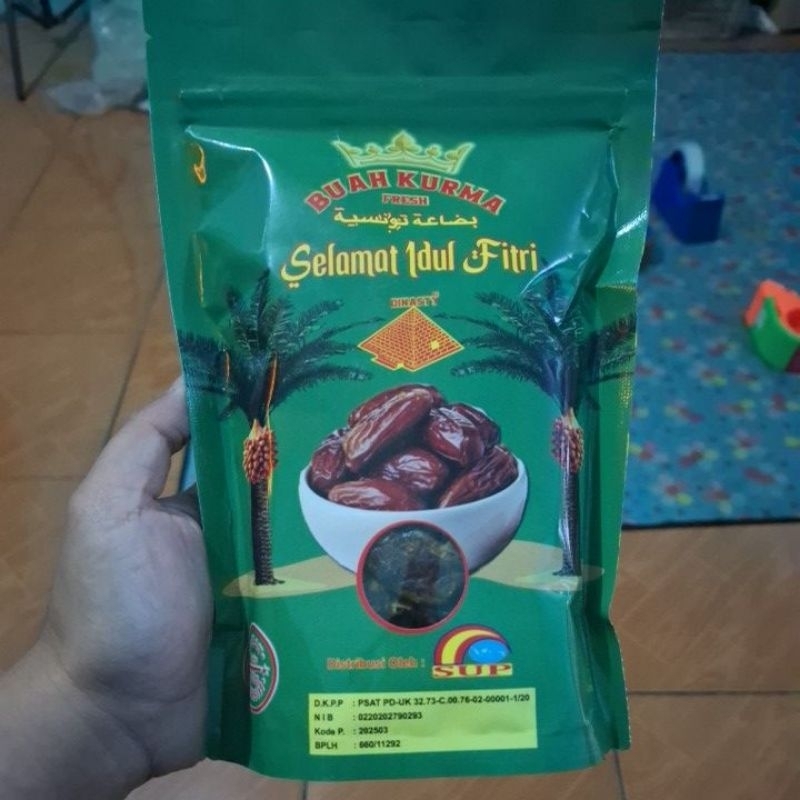 BUAH KURMA
FRESH
بضاعة تونسية
Selamat Idul Fitri
DINASTY
Distribusi Oleh :
SUP
D.K.P.P : PSAT PD-UK 32.73-C.00.76-02-00001-1/20
N I B : 0220202790293
Kode P. : 202503
BPLH : 660/11292